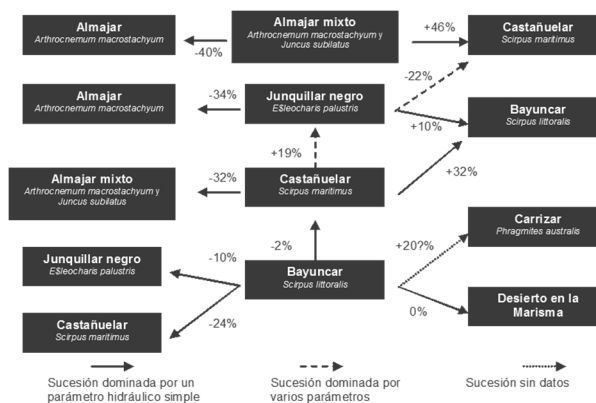 Almajar
Arthrocnemum macrostachyum
-40%
Almajar mixto
Arthrocnemum macrostachyum y
Juncus subilatus
+46%
Castañuelar
Scirpus maritimus
-22%
Almajar
Arthrocnemum macrostachyum
-34%
Junquillar negro
ESleocharis palustris
+10%
Bayuncar
Scirpus littoralis
+19%
+32%
Almajar mixto
Arthrocnemum macrostachyum y
Juncus subilatus
-32%
Castañuelar
Scirpus maritimus
-2%
Carrizar
Phragmites australis
+20?%
Junquillar negro
ESleocharis palustris
-10%
Bayuncar
Scirpus littoralis
0%
Desierto en la
Marisma
Castañuelar
Scirpus maritimus
-24%
Sucesión dominada por un
parámetro hidráulico simple
Sucesión dominada por
varios parámetros
Sucesión sin datos